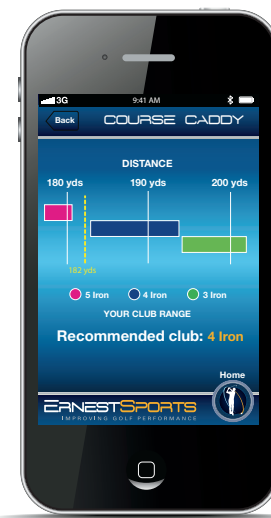 3G 9:41 AM
Back COURSE CADDY
DISTANCE
180 yds 190 yds 200 yds
182 yds
5 Iron 4 Iron 3 Iron
YOUR CLUB RANGE
Recommended club: 4 Iron
Home
ERNESTSPORTS
IMPROVING GOLF PERFORMANCE